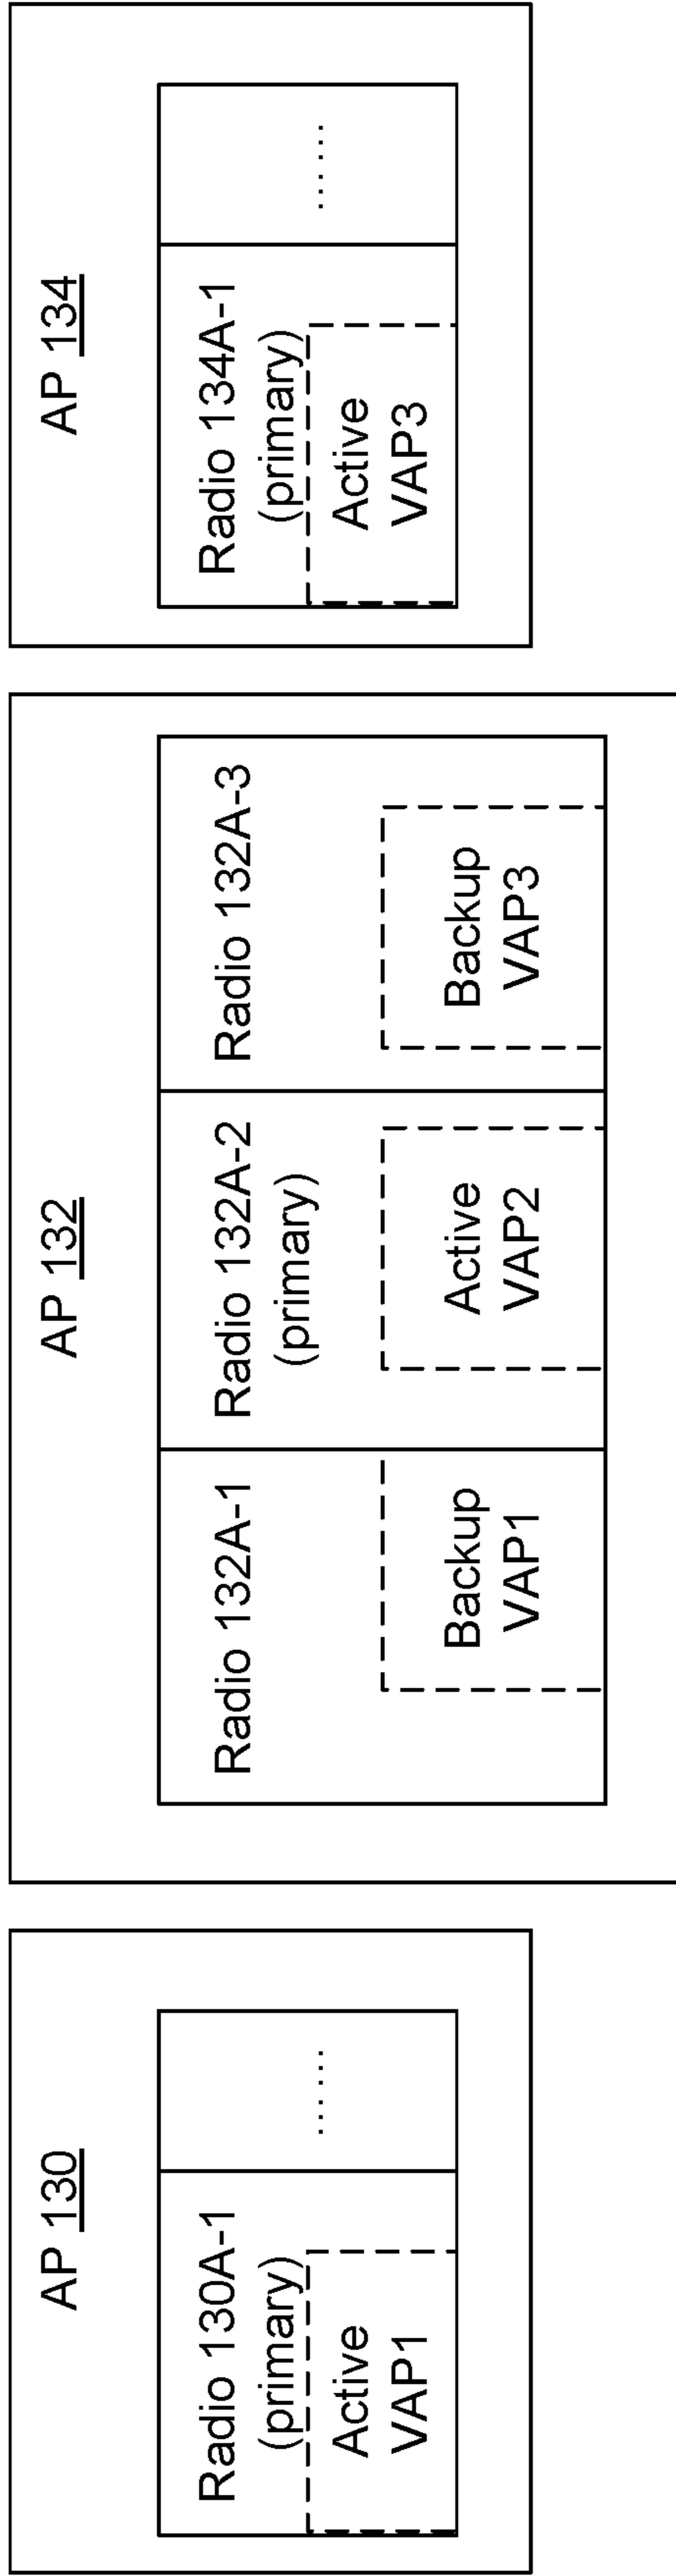 AP 130
Radio 130A-1
(primary)
Active
VAP1
......
AP 132
Radio 132A-1
Backup
VAP1
Radio 132A-2
(primary)
Active
VAP2
Radio 132A-3
Backup
VAP3
AP 134
Radio 134A-1
(primary)
Active
VAP3
......